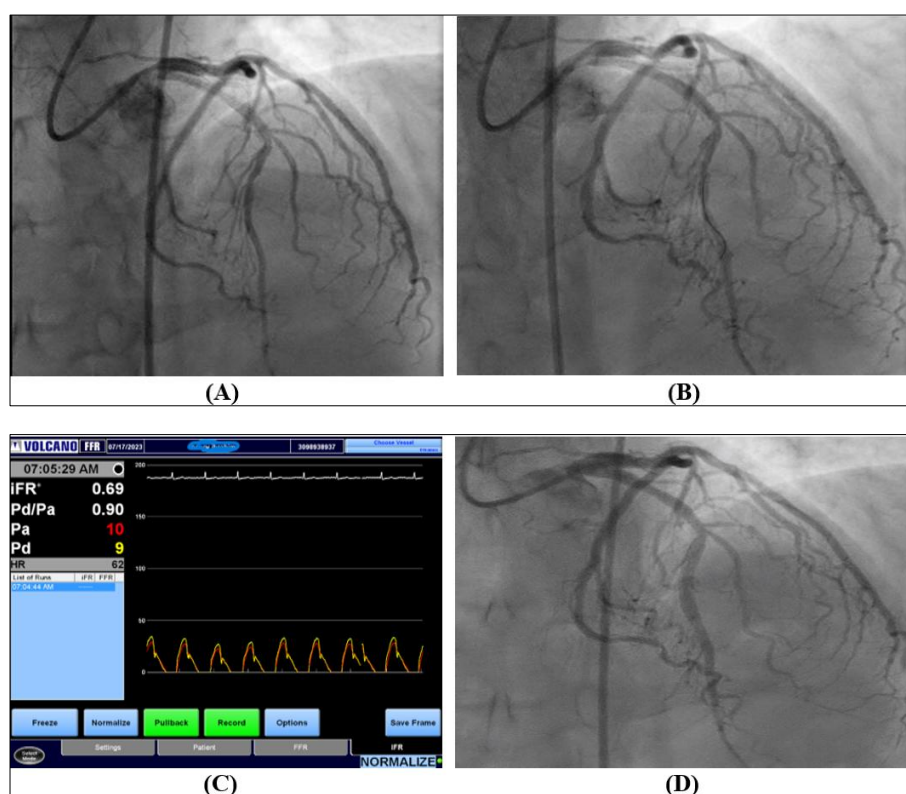 (A)
(B)
VOLCANO FFR 07/17/2023 3098938937 Choose Vessel
07:05:29 AM
iFR* 0.69
Pd/Pa 0.90
Pa 10
Pd 9
HR 62
List of Runs iFR FFR
07:04:44 AM
200
150
100
50
0
Freeze Normalize Pullback Record Options Save Frame
Settings Patient FFR iFR
NORMALIZE
(C)
(D)